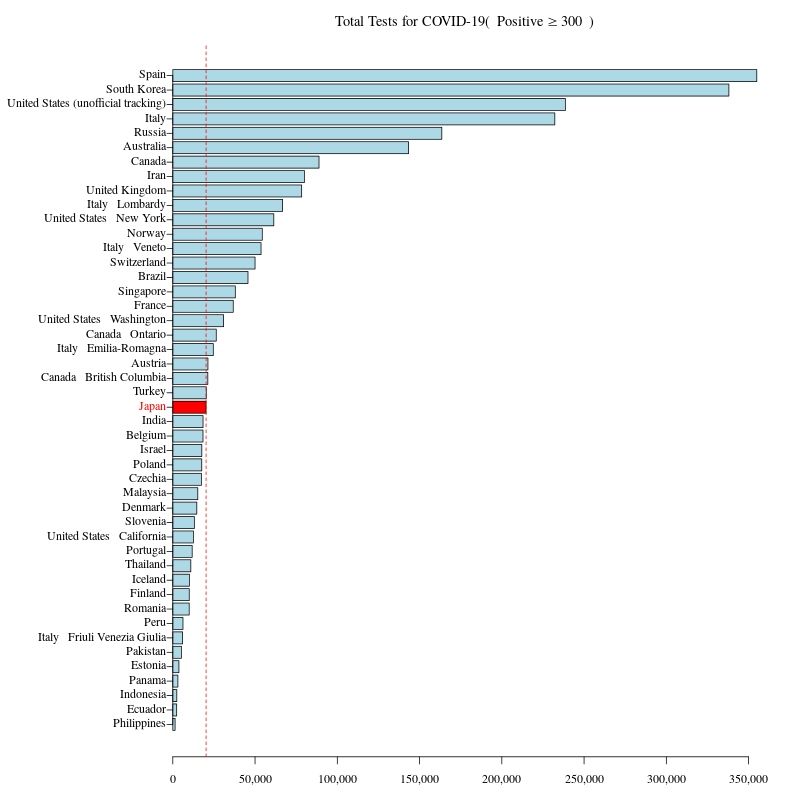 Total Tests for COVID-19(  Positive ≥ 300  )
Spain
South Korea
United States (unofficial tracking)
Italy
Russia
Australia
Canada
Iran
United Kingdom
Italy   Lombardy
United States   New York
Norway
Italy   Veneto
Switzerland
Brazil
Singapore
France
United States   Washington
Canada   Ontario
Italy   Emilia-Romagna
Austria
Canada   British Columbia
Turkey
Japan
India
Belgium
Israel
Poland
Czechia
Malaysia
Denmark
Slovenia
United States   California
Portugal
Thailand
Iceland
Finland
Romania
Peru
Italy   Friuli Venezia Giulia
Pakistan
Estonia
Panama
Indonesia
Ecuador
Philippines
0   50,000   100,000   150,000   200,000   250,000   300,000   350,000